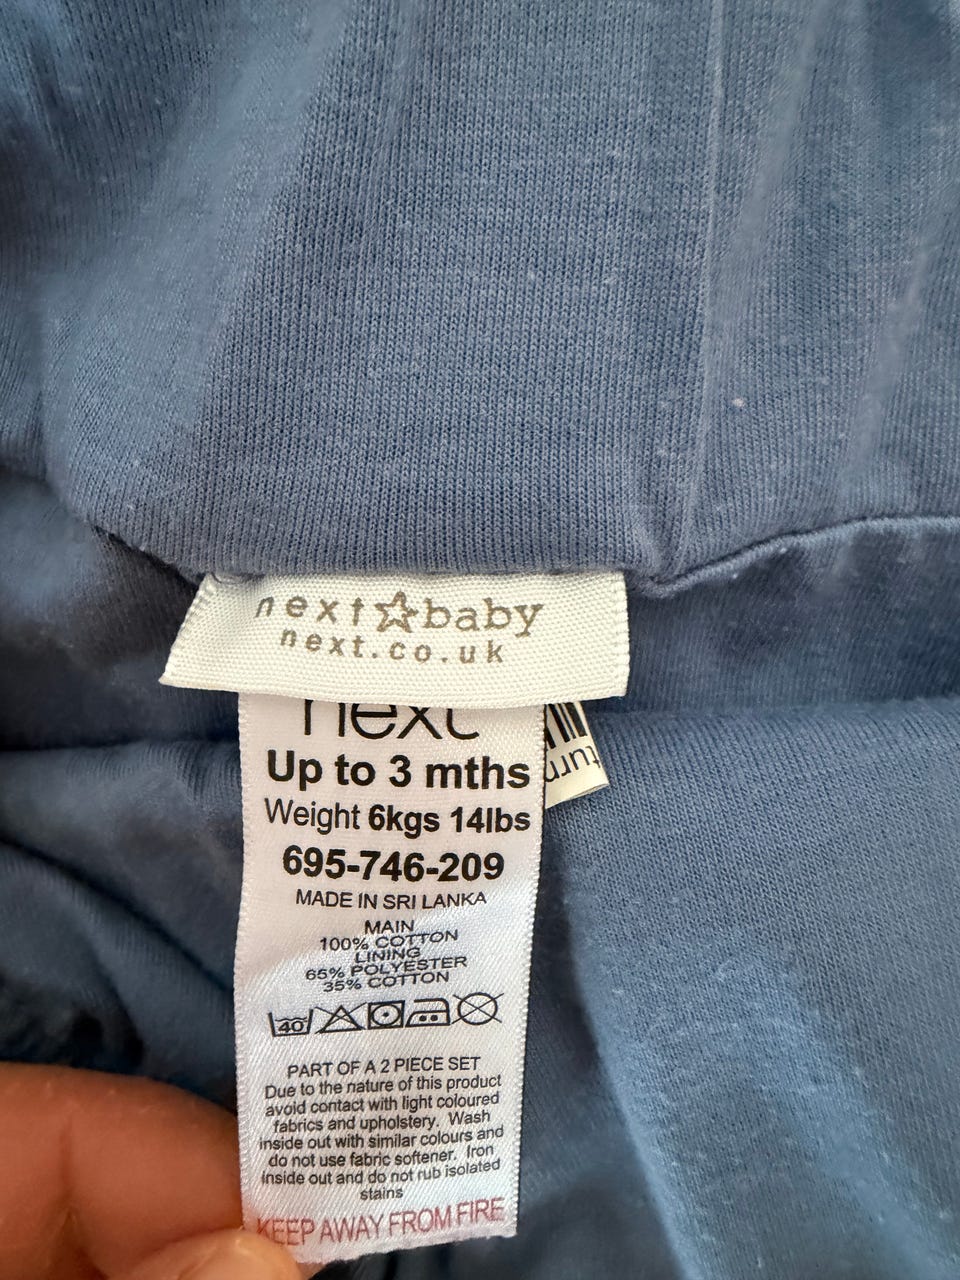 next☆baby
next.co.uk
next
Up to 3 mths
Weight 6kgs 14lbs
695-746-209
MADE IN SRI LANKA
MAIN
100% COTTON
LINING
65% POLYESTER
35% COTTON
40
PART OF A 2 PIECE SET
Due to the nature of this product
avoid contact with light coloured
fabrics and upholstery. Wash
inside out with similar colours and
do not use fabric softener. Iron
inside out and do not rub isolated
stains
KEEP AWAY FROM FIRE